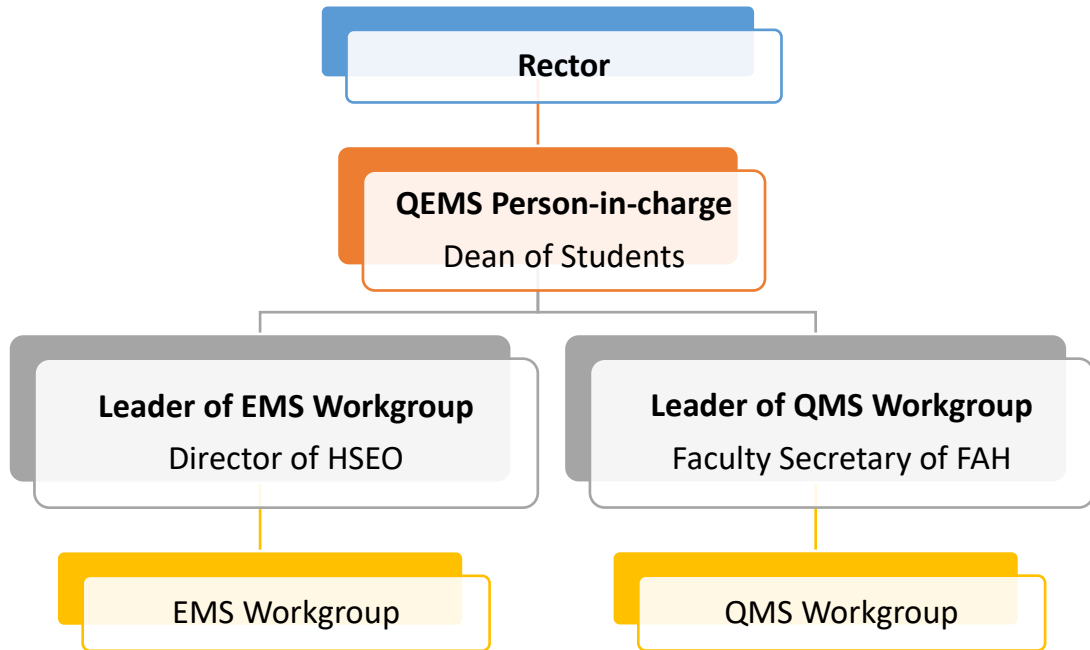 Rector
QEMS Person-in-charge
Dean of Students
Leader of EMS Workgroup
Director of HSEO
Leader of QMS Workgroup
Faculty Secretary of FAH
EMS Workgroup
QMS Workgroup